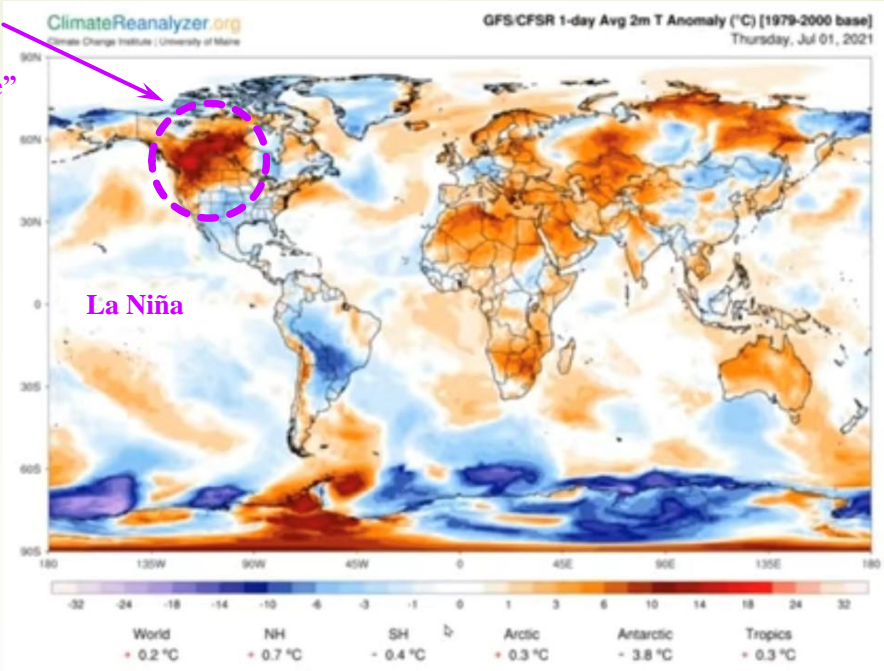 ClimateReanalyzer.org
Climate Change Institute | University of Maine
GFS/CFSR 1-day Avg 2m T Anomaly (°C) [1979-2000 base]
Thursday, Jul 01, 2021
90N
60N
30N
0
30S
60S
90S
La Niña
180 135W 90W 45W 0 45E 90E 135E 180
-32 -24 -18 -14 -10 -6 -3 -1 0 1 3 6 10 14 18 24 32
World NH SH Arctic Antarctic Tropics
+ 0.2 °C + 0.7 °C - 0.4 °C + 0.3 °C - 3.8 °C + 0.3 °C